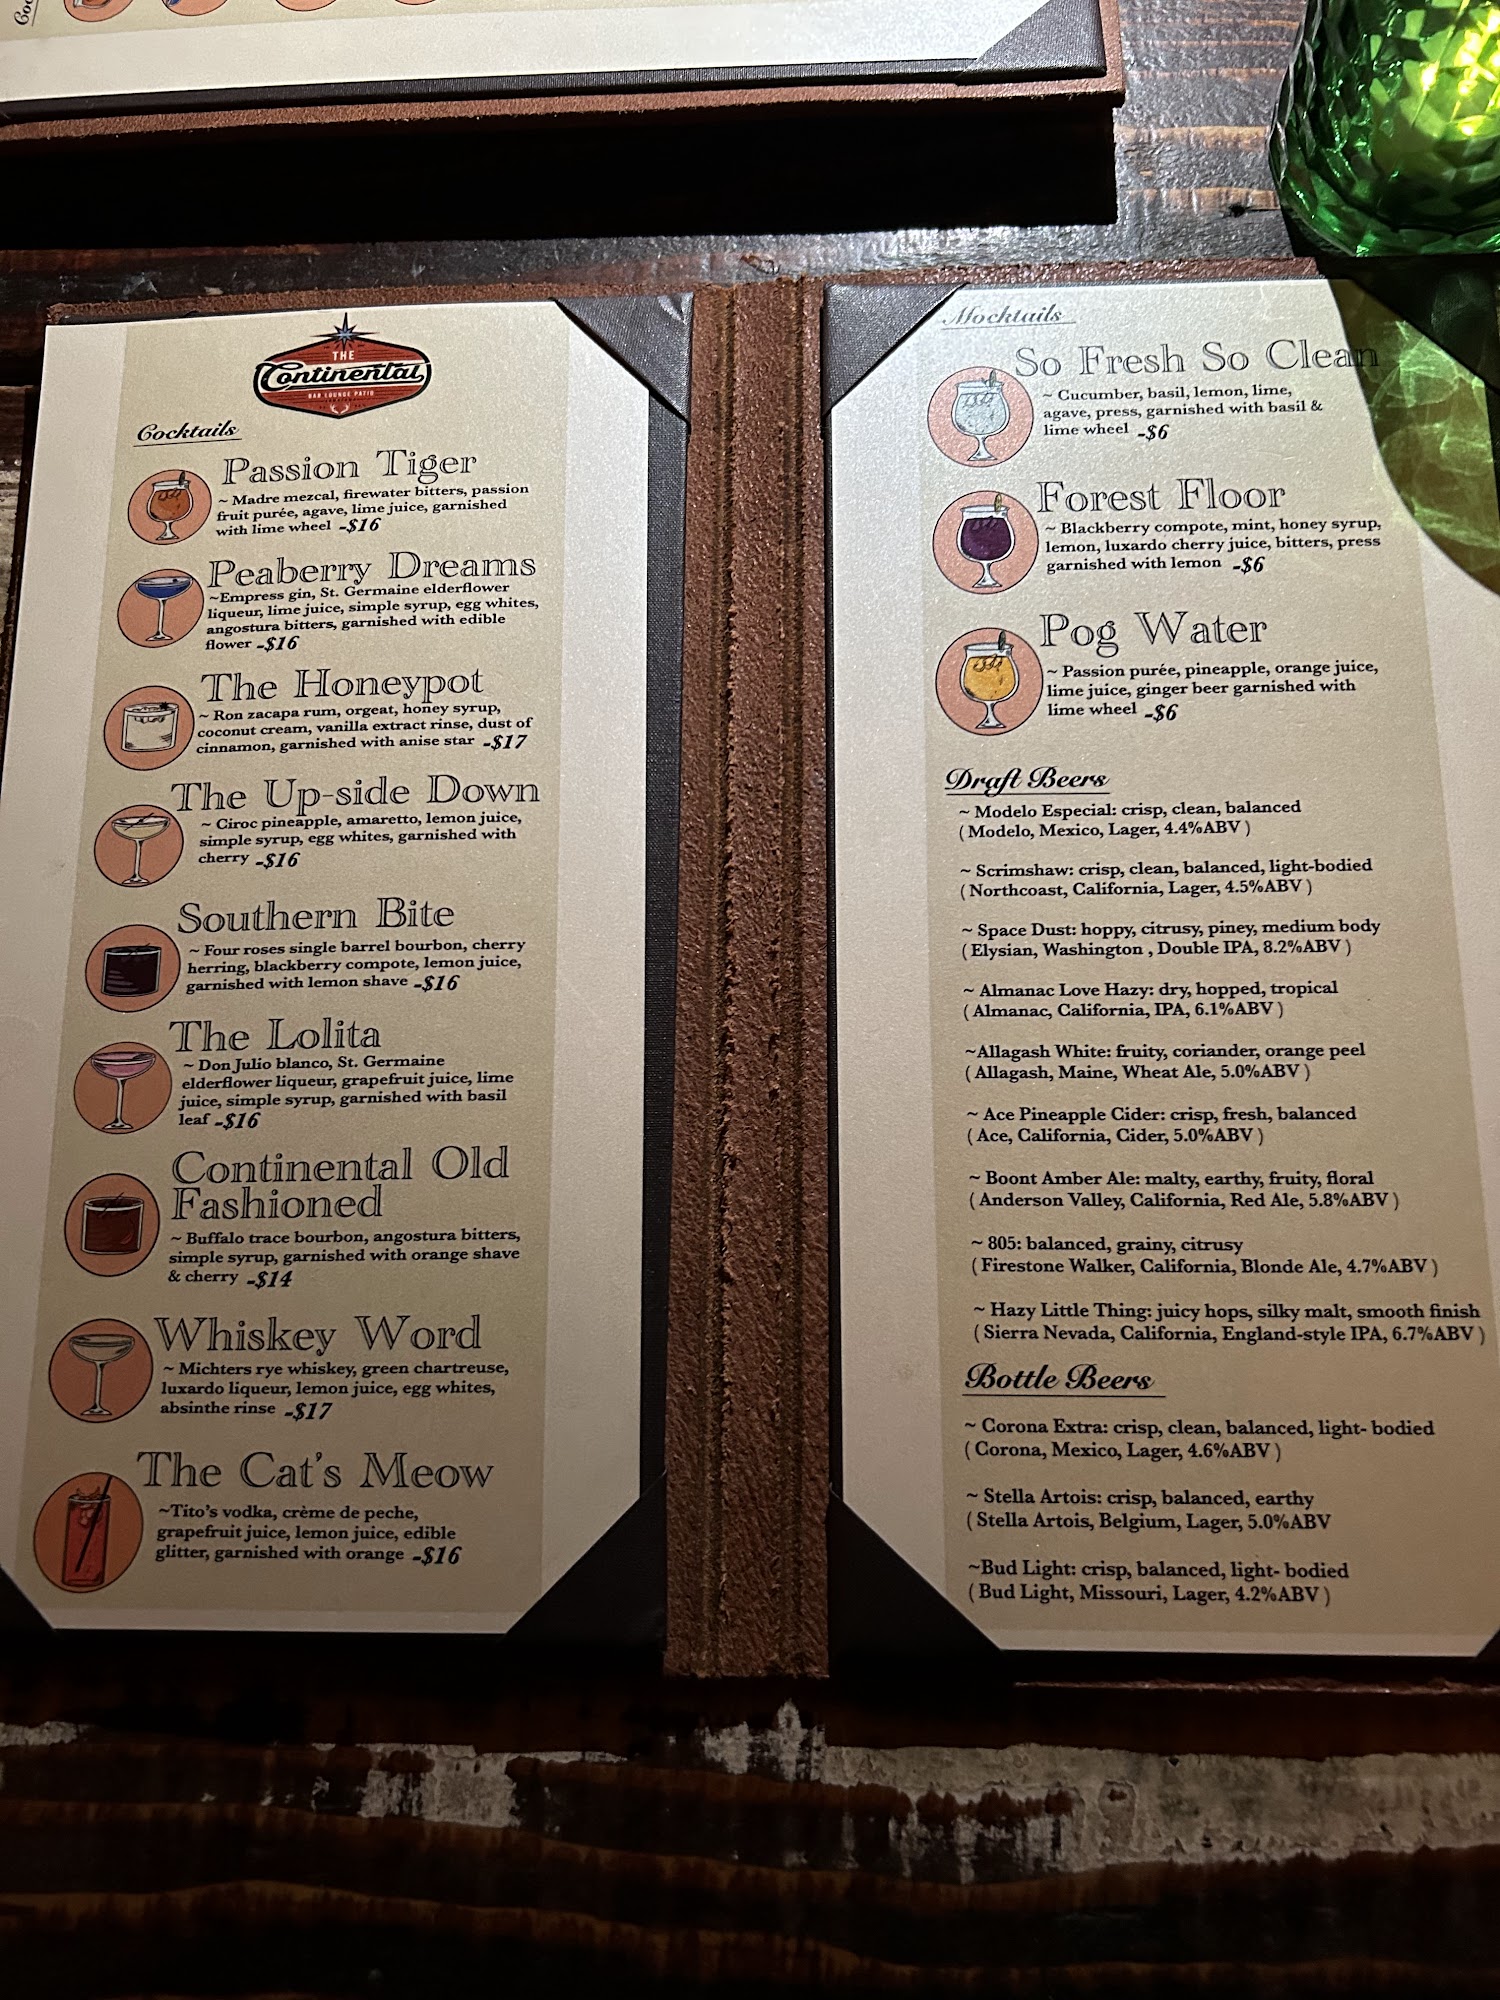 THE
Continental
BAR LOUNGE PATIO
Cocktails
Passion Tiger
~ Madre mezcal, firewater bitters, passion
fruit purée, agave, lime juice, garnished
with lime wheel -$16
Peaberry Dreams
~Empress gin, St. Germaine elderflower
liqueur, lime juice, simple syrup, egg whites,
angostura bitters, garnished with edible
flower -$16
The Honeypot
~ Ron zacapa rum, orgeat, honey syrup,
coconut cream, vanilla extract rinse, dust of
cinnamon, garnished with anise star -$17
The Up-side Down
~ Ciroc pineapple, amaretto, lemon juice,
simple syrup, egg whites, garnished with
cherry -$16
Southern Bite
~ Four roses single barrel bourbon, cherry
herring, blackberry compote, lemon juice,
garnished with lemon shave -$16
The Lolita
~ Don Julio blanco, St. Germaine
elderflower liqueur, grapefruit juice, lime
juice, simple syrup, garnished with basil
leaf -$16
Continental Old
Fashioned
~ Buffalo trace bourbon, angostura bitters,
simple syrup, garnished with orange shave
& cherry -$14
Whiskey Word
~ Michters rye whiskey, green chartreuse,
luxardo liqueur, lemon juice, egg whites,
absinthe rinse -$17
The Cat's Meow
~Tito's vodka, crème de peche,
grapefruit juice, lemon juice, edible
glitter, garnished with orange -$16
Mocktails
So Fresh So Clean
~ Cucumber, basil, lemon, lime,
agave, press, garnished with basil &
lime wheel -$6
Forest Floor
~ Blackberry compote, mint, honey syrup,
lemon, luxardo cherry juice, bitters, press
garnished with lemon -$6
Pog Water
~ Passion purée, pineapple, orange juice,
lime juice, ginger beer garnished with
lime wheel -$6
Draft Beers
~ Modelo Especial: crisp, clean, balanced
( Modelo, Mexico, Lager, 4.4%ABV )
~ Scrimshaw: crisp, clean, balanced, light-bodied
( Northcoast, California, Lager, 4.5%ABV )
~ Space Dust: hoppy, citrusy, piney, medium body
( Elysian, Washington , Double IPA, 8.2%ABV )
~ Almanac Love Hazy: dry, hopped, tropical
( Almanac, California, IPA, 6.1%ABV )
~Allagash White: fruity, coriander, orange peel
( Allagash, Maine, Wheat Ale, 5.0%ABV )
~ Ace Pineapple Cider: crisp, fresh, balanced
( Ace, California, Cider, 5.0%ABV )
~ Boont Amber Ale: malty, earthy, fruity, floral
( Anderson Valley, California, Red Ale, 5.8%ABV )
~ 805: balanced, grainy, citrusy
( Firestone Walker, California, Blonde Ale, 4.7%ABV )
~ Hazy Little Thing: juicy hops, silky malt, smooth finish
( Sierra Nevada, California, England-style IPA, 6.7%ABV )
Bottle Beers
~ Corona Extra: crisp, clean, balanced, light- bodied
( Corona, Mexico, Lager, 4.6%ABV )
~ Stella Artois: crisp, balanced, earthy
( Stella Artois, Belgium, Lager, 5.0%ABV
~Bud Light: crisp, balanced, light- bodied
( Bud Light, Missouri, Lager, 4.2%ABV )